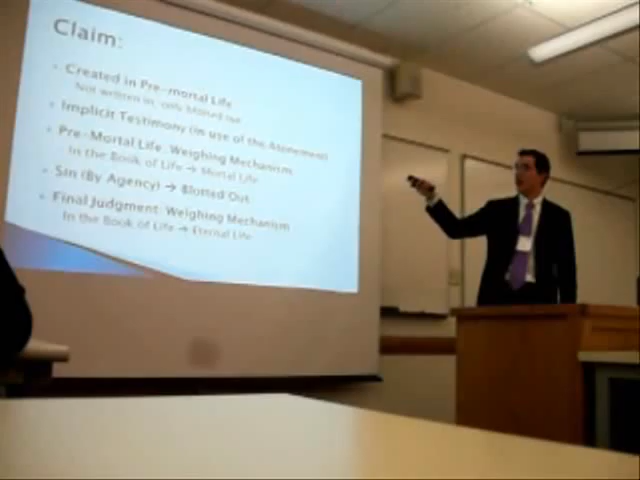 Claim:
Created in Pre-mortal Life
Not written in, only blotted out
Implicit Testimony (in use of the Atonement)
Pre-Mortal Life :Weighing Mechanism
In the Book of Life → Mortal Life
Sin (By Agency) → Blotted Out
Final Judgment: Weighing Mechanism
In the Book of Life → Eternal Life